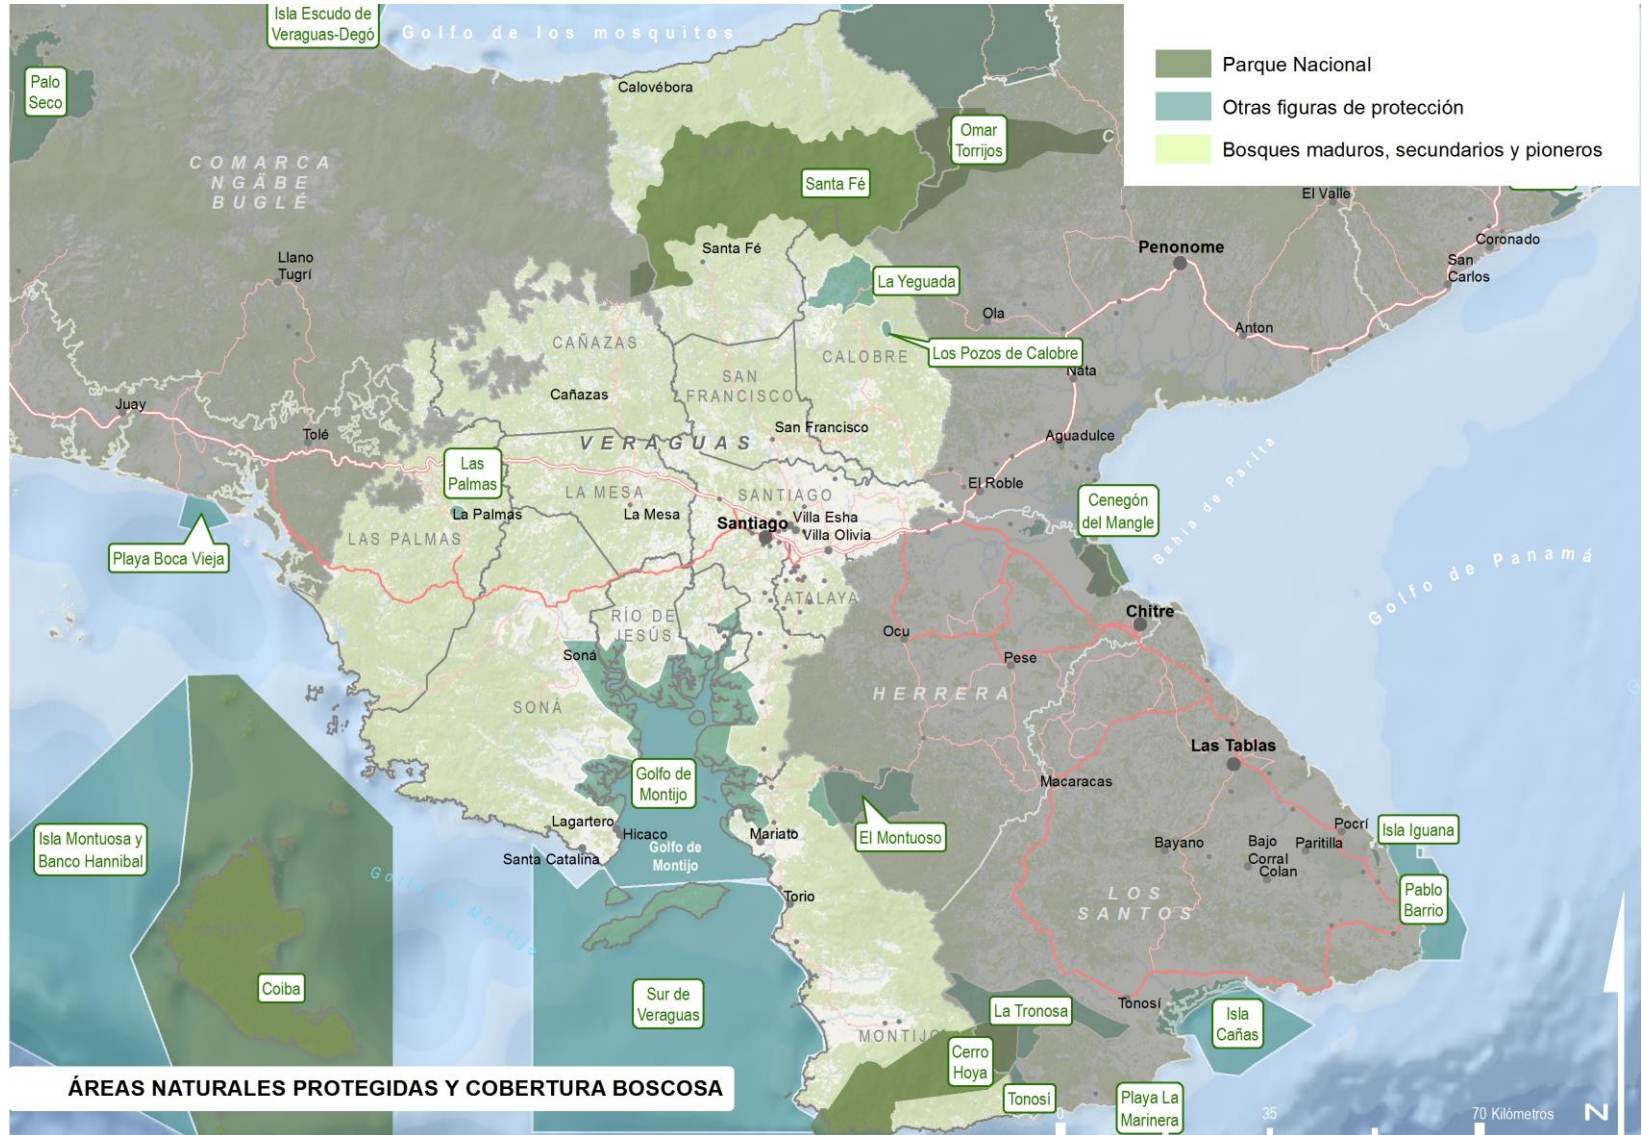 Isla Escudo de
Veraguas-Degó
Golfo de los mosquitos
Parque Nacional
Otras figuras de protección
Bosques maduros, secundarios y pioneros
Palo
Seco
Calovébora
Omar
Torrijos
C
COMARCA
NGÄBE
BUGLÉ
Santa Fé
El Valle
Llano
Tugrí
Santa Fé
Penonome
Coronado
San
Carlos
La Yeguada
Ola
Anton
CAÑAZAS
CALOBRE
Los Pozos de Calobre
Nata
SAN
FRANCISCO
Cañazas
Juay
Tolé
San Francisco
Aguadulce
VERAGUAS
Las
Palmas
El Roble
LA MESA
SANTIAGO
Cenegón
del Mangle
Bahia de Parita
La Palmas
La Mesa
Santiago
Villa Esha
Villa Olivia
LAS PALMAS
Playa Boca Vieja
Golfo de Panamá
ATALAYA
RÍO DE
JESÚS
Chitre
Ocu
Soná
Pese
HERRERA
SONÁ
Las Tablas
Golfo de
Montijo
Macaracas
Lagartero
Hicaco
Mariato
El Montuoso
Pocrí
Isla Iguana
Isla Montuosa y
Banco Hannibal
Santa Catalina
Golfo de
Montijo
Bayano
Bajo
Corral
Paritilla
Colan
Golfo de Montijo
Torio
LOS
SANTOS
Pablo
Barrio
Coiba
Sur de
Veraguas
La Tronosa
Tonosí
Isla
Cañas
MONTIJO
Cerro
Hoya
ÁREAS NATURALES PROTEGIDAS Y COBERTURA BOSCOSA
Tonosí
Playa La
Marinera
0
35
70 Kilómetros
N